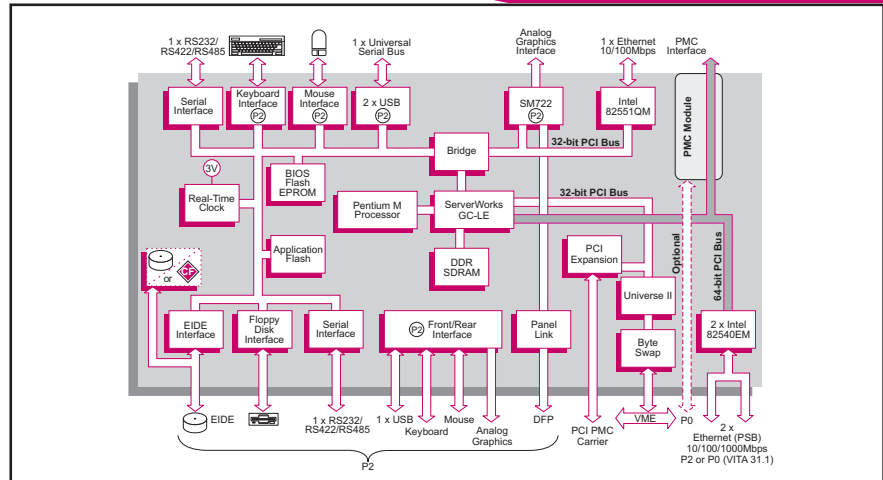 1 x RS232/
RS422/RS485
1 x Universal
Serial Bus
Analog
Graphics
Interface
1 x Ethernet
10/100Mbps
PMC
Interface
Serial
Interface
Keyboard
Interface
P2
Mouse
Interface
P2
2 x USB
P2
SM722
P2
Intel
82551QM
PMC Module
32-bit PCI Bus
Bridge
3V
BIOS
Flash
EPROM
Real-Time
Clock
Pentium M
Processor
ServerWorks
GC-LE
32-bit PCI Bus
Application
Flash
DDR
SDRAM
PCI
Expansion
Optional
64-bit PCI Bus
or
CF
Universe II
EIDE
Interface
Floppy
Disk
Interface
Serial
Interface
P2 Front/Rear
Interface
Panel
Link
Byte
Swap
2 x Intel
82540EM
EIDE
1 x RS232/
RS422/RS485
1 x USB
Keyboard
Mouse
Analog
Graphics
DFP
PCI PMC
Carrier
VME
P0
2 x
Ethernet (PSB)
10/100/1000Mbps
P2 or P0 (VITA 31.1)
P2